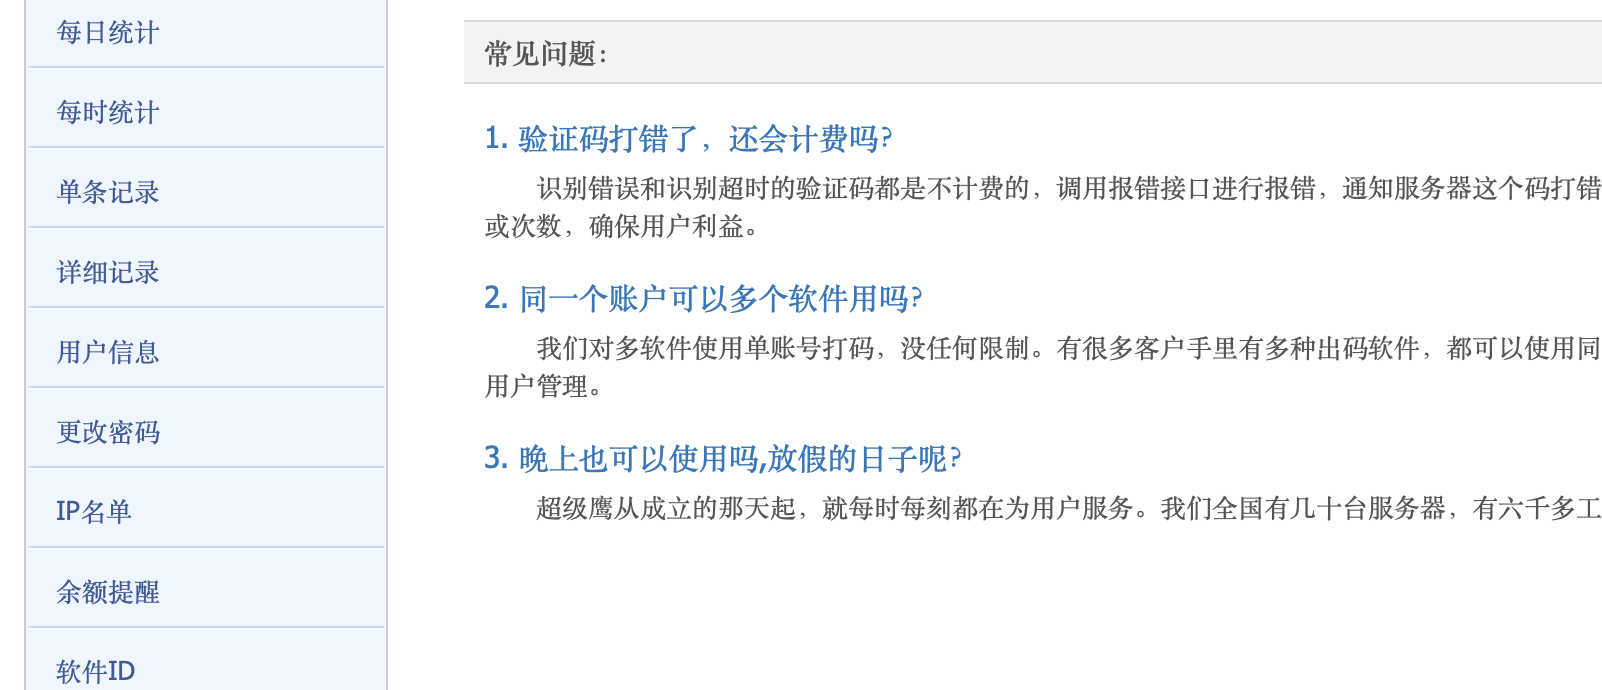 每日统计
每时统计
单条记录
详细记录
用户信息
更改密码
IP名单
余额提醒
软件ID
常见问题：
1. 验证码打错了，还会计费吗？
识别错误和识别超时的验证码都是不计费的，调用报错接口进行报错，通知服务器这个码打错
或次数，确保用户利益。
2. 同一个账户可以多个软件用吗？
我们对多软件使用单账号打码，没任何限制。有很多客户手里有多种出码软件，都可以使用同
用户管理。
3. 晚上也可以使用吗,放假的日子呢？
超级鹰从成立的那天起，就每时每刻都在为用户服务。我们全国有几十台服务器，有六千多工